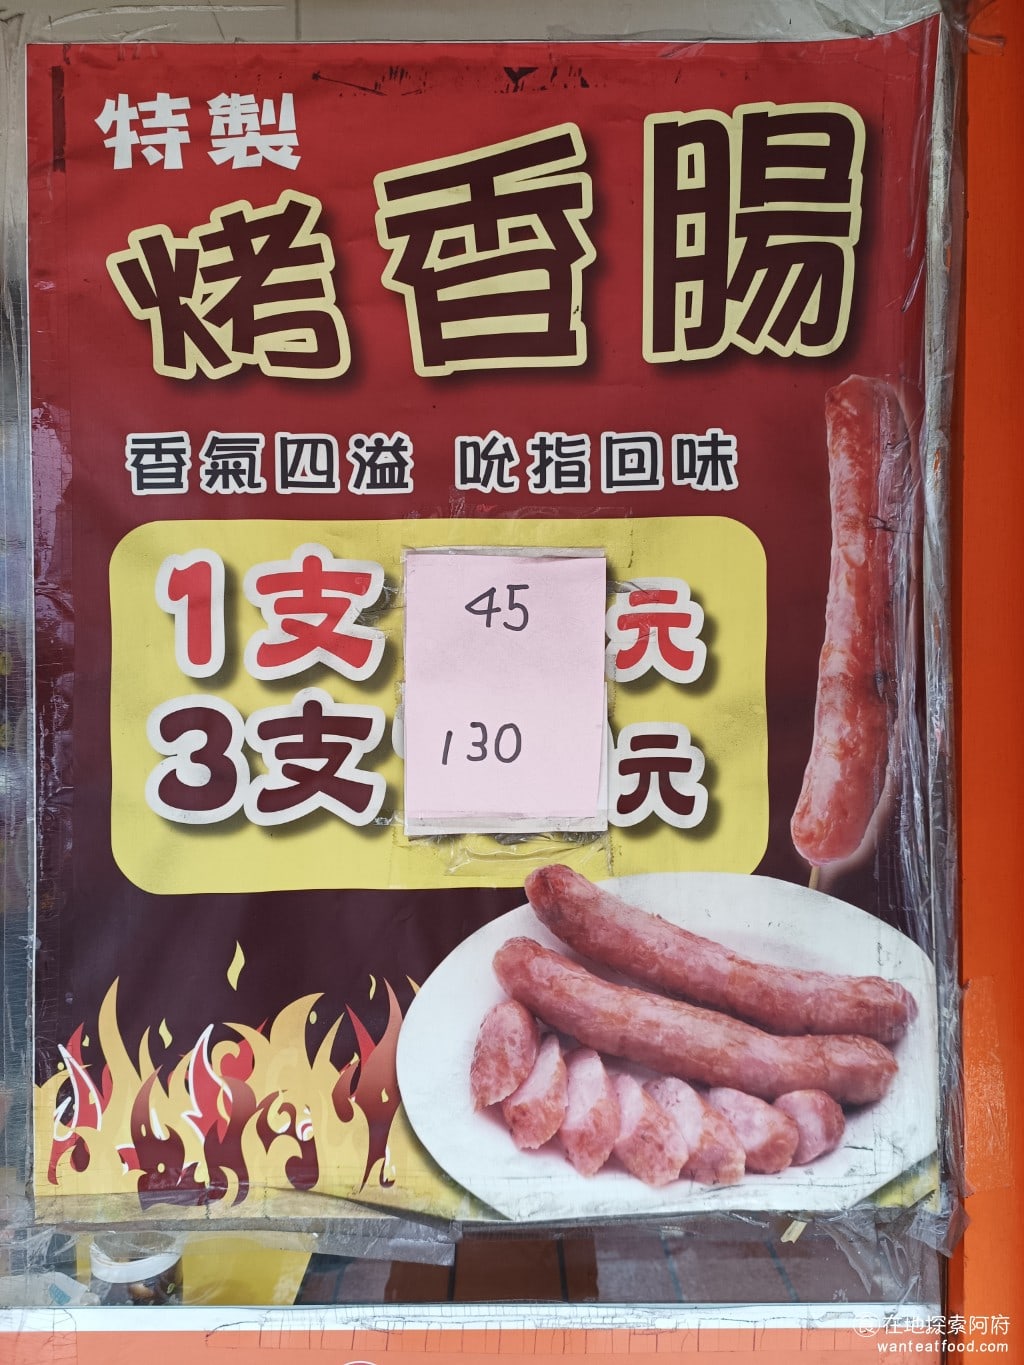 特製
烤香腸
香氣四溢 吮指回味
1支 45 元
3支 130 元
在地探索阿府
wanteatfood.com